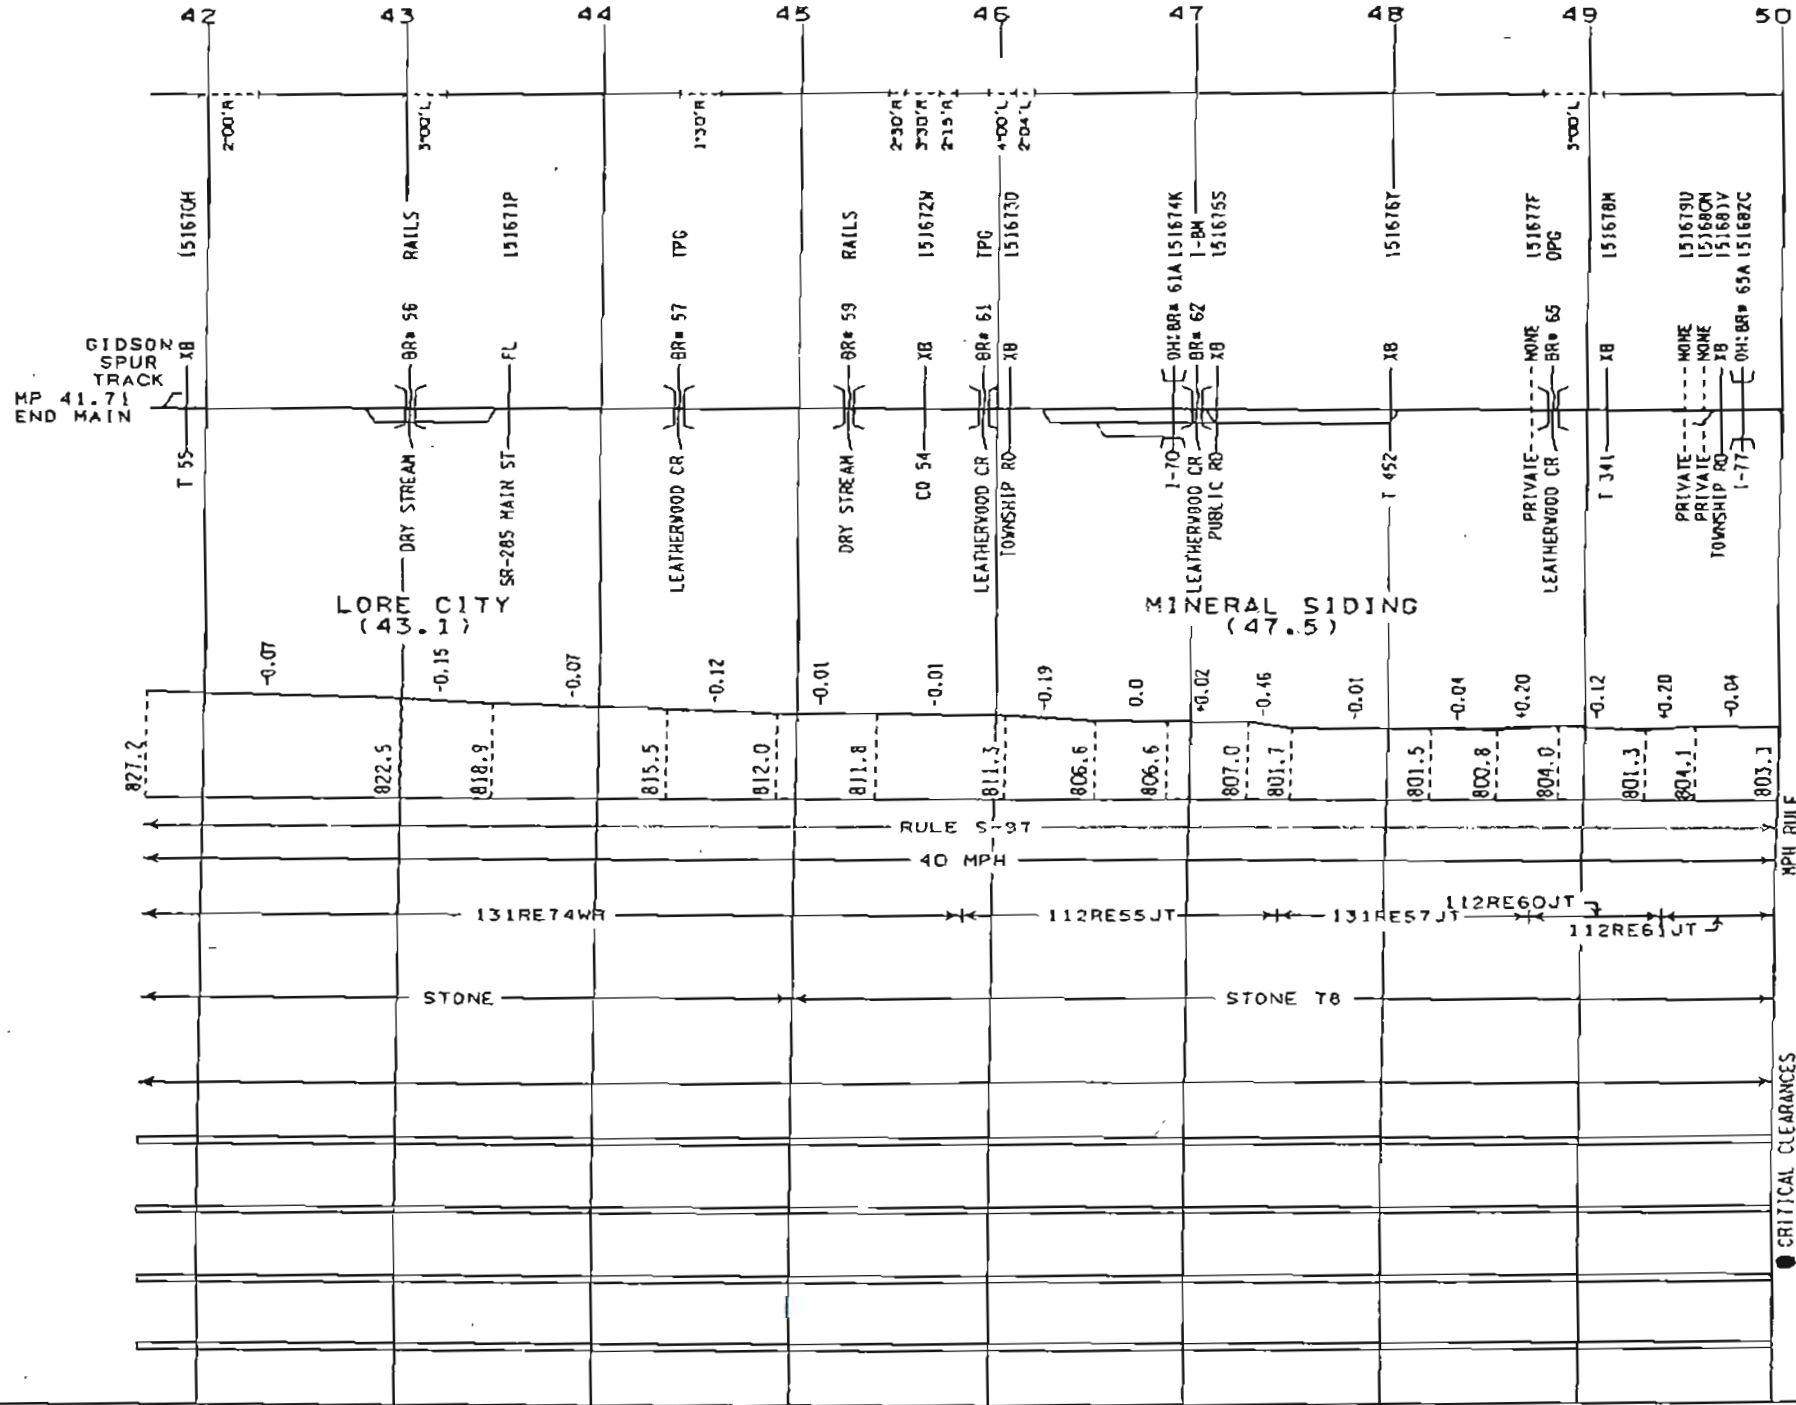 42 43 44 45 46 47 48 49 50
2°00'R 3°00'L 1°30'R 2°30'R 3°30'R 2°15'R 4°00'L 2°04'L 3°00'L
151670H RAILS 151671P TPG RAILS 151672W TPG 151673D 151674K 1-BM 151676S 151676Y 151677F OPG 151678M 151679U 151680M 151681V 151682C
XB BR# 56 FL BR# 57 BR# 59 XB BR# 61 XB OH:BR# 61A BR# 62 XB XB NONE BR# 65 XB NONE NONE XB OH:BR# 65A
GIDSON
SPUR
TRACK
MP 41.71
END MAIN
T 55 DRY STREAM SR-285 MAIN ST LEATHERWOOD CR DRY STREAM CO 54 LEATHERWOOD CR TOWNSHIP RD I-70 LEATHERWOOD CR PUBLIC RD T 452 PRIVATE LEATHERWOOD CR T 341 PRIVATE PRIVATE TOWNSHIP RD I-77
LORE CITY
(43.1)
MINERAL SIDING
(47.5)
-0.07 -0.15 -0.07 -0.12 -0.01 -0.01 -0.19 0.0 +0.02 -0.46 -0.01 -0.04 +0.20 -0.12 +0.20 -0.04
827.2 822.5 818.9 815.5 812.0 811.8 811.3 806.6 806.6 807.0 801.7 801.5 800.8 804.0 801.3 804.1 803.3
RULE S-97
40 MPH
MPH RULE
131RE74WR 112RE55JT 131RE57JT 112RE60JT
112RE61JT
STONE STONE 78
CRITICAL CLEARANCES